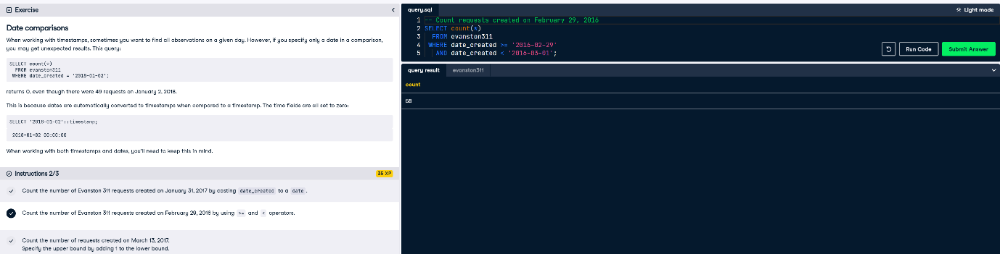 Exercise
Date comparisons
When working with timestamps, sometimes you want to find all observations on a given day. However, if you specify only a date in a comparison,
you may get unexpected results. This query:
SELECT count(*)
FROM evanston311
WHERE date_created = '2018-01-02';
returns 0, even though there were 49 requests on January 2, 2018.
This is because dates are automatically converted to timestamps when compared to a timestamp. The time fields are all set to zero:
SELECT '2018-01-02'::timestamp;
2018-01-02 00:00:00
When working with both timestamps and dates, you'll need to keep this in mind.
Instructions 2/3
35 XP
Count the number of Evanston 311 requests created on January 31, 2017 by casting date_created to a date.
Count the number of Evanston 311 requests created on February 29, 2016 by using >= and < operators.
Count the number of requests created on March 13, 2017.
Specify the upper bound by adding 1 to the lower bound.
query.sql
Light mode
1 -- Count requests created on February 29, 2016
2 SELECT count(*)
3 FROM evanston311
4 WHERE date_created >= '2016-02-29'
5 AND date_created < '2016-03-01';
Run Code
Submit Answer
query result
evanston311
count
58